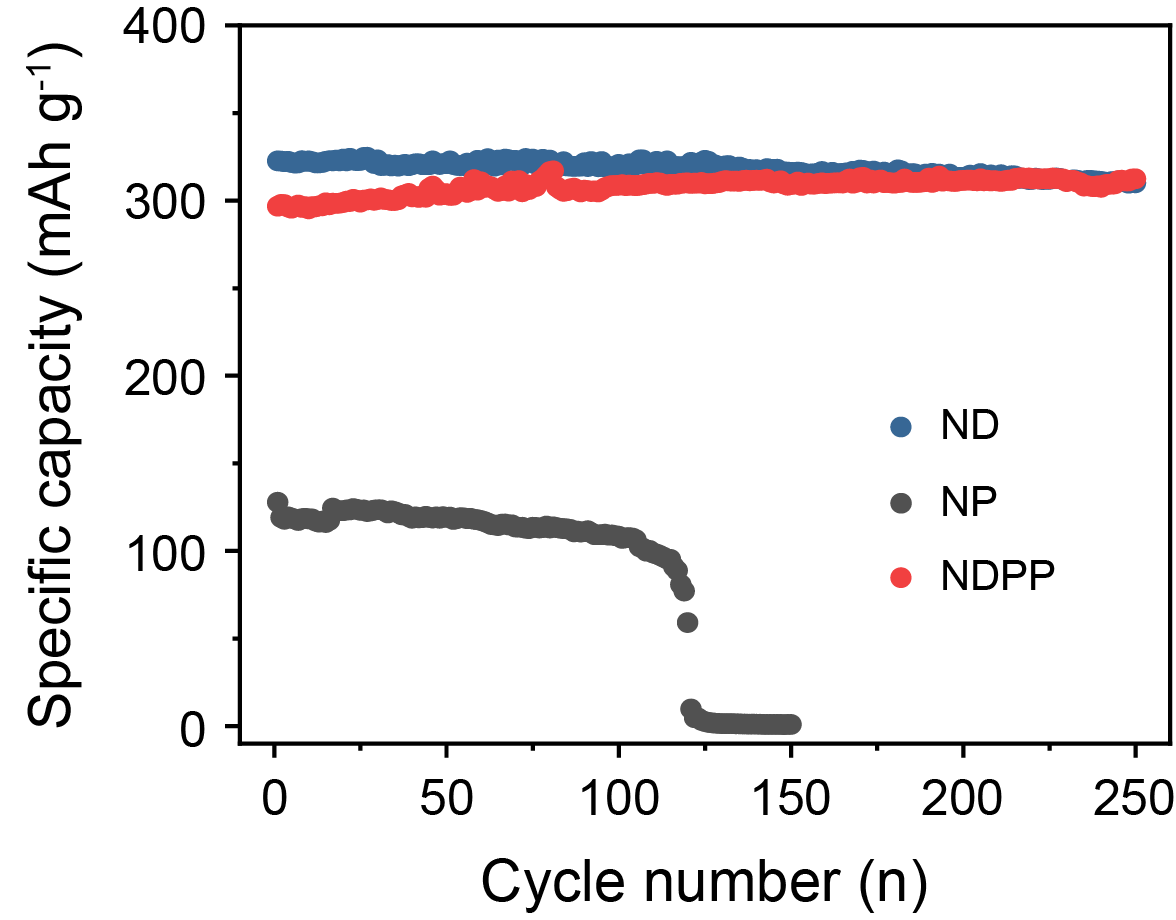 Specific capacity (mAh g⁻¹)
400
300
200
100
0
ND
NP
NDPP
0 50 100 150 200 250
Cycle number (n)